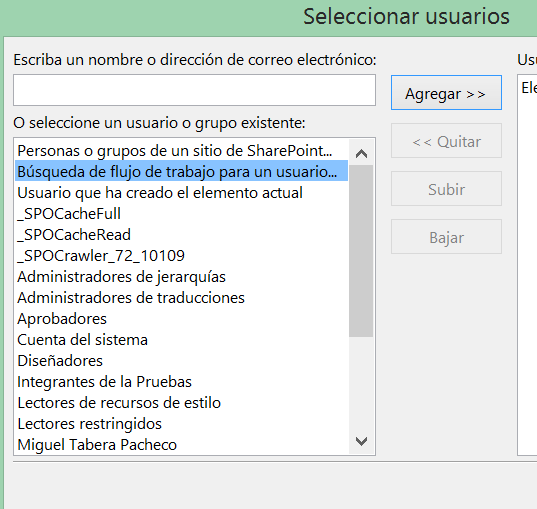 Seleccionar usuarios
Escriba un nombre o dirección de correo electrónico:
Agregar >>
O seleccione un usuario o grupo existente:
Personas o grupos de un sitio de SharePoint...
Búsqueda de flujo de trabajo para un usuario...
Usuario que ha creado el elemento actual
_SPOCacheFull
_SPOCacheRead
_SPOCrawler_72_10109
Administradores de jerarquías
Administradores de traducciones
Aprobadores
Cuenta del sistema
Diseñadores
Integrantes de la Pruebas
Lectores de recursos de estilo
Lectores restringidos
Miguel Tabera Pacheco
<< Quitar
Subir
Bajar
Usu
Ele